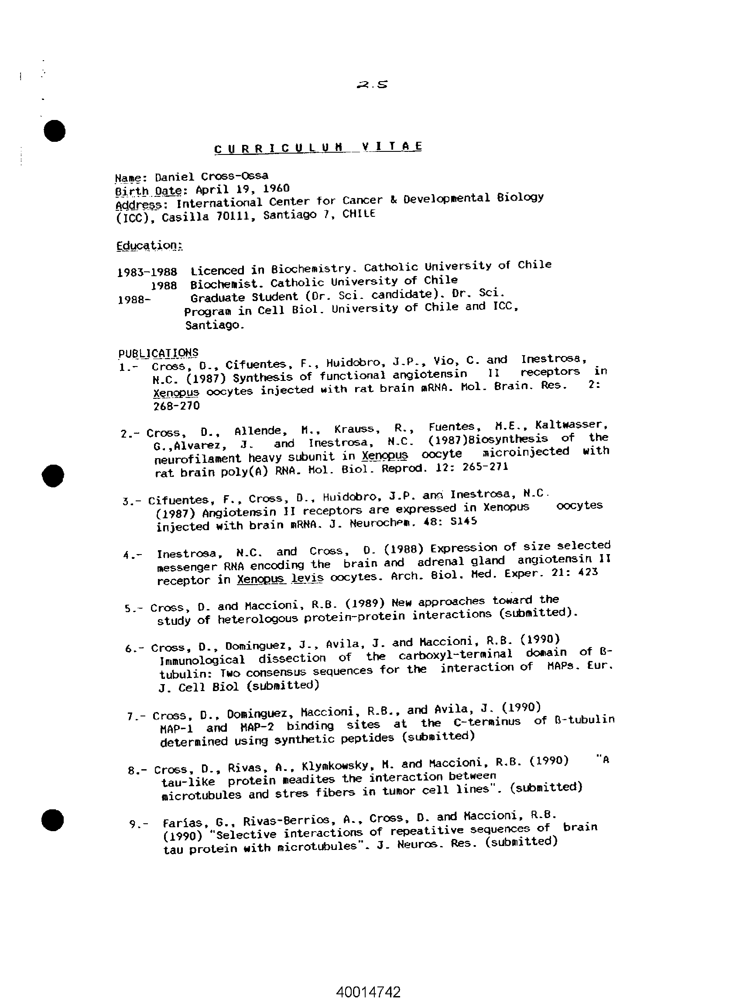 2.5
CURRICULUM VITAE
Name: Daniel Cross-Ossa
Birth Date: April 19, 1960
Address: International Center for Cancer & Developmental Biology
(ICC), Casilla 70111, Santiago 7, CHILE
Education:
1983-1988 Licenced in Biochemistry. Catholic University of Chile
1988 Biochemist. Catholic University of Chile
1988- Graduate Student (Dr. Sci. candidate). Dr. Sci.
Program in Cell Biol. University of Chile and ICC,
Santiago.
PUBLICATIONS
1.- Cross, D., Cifuentes, F., Huidobro, J.P., Vio, C. and Inestrosa,
N.C. (1987) Synthesis of functional angiotensin II receptors in
Xenopus oocytes injected with rat brain mRNA. Mol. Brain. Res. 2:
268-270
2.- Cross, D., Allende, M., Krauss, R., Fuentes, M.E., Kaltwasser,
G.,Alvarez, J. and Inestrosa, N.C. (1987)Biosynthesis of the
neurofilament heavy subunit in Xenopus oocyte microinjected with
rat brain poly(A) RNA. Mol. Biol. Reprod. 12: 265-271
3.- Cifuentes, F., Cross, D., Huidobro, J.P. and Inestrosa, N.C.
(1987) Angiotensin II receptors are expressed in Xenopus oocytes
injected with brain mRNA. J. Neurochem. 48: S145
4.- Inestrosa, N.C. and Cross, D. (1988) Expression of size selected
messenger RNA encoding the brain and adrenal gland angiotensin II
receptor in Xenopus levis oocytes. Arch. Biol. Med. Exper. 21: 423
5.- Cross, D. and Maccioni, R.B. (1989) New approaches toward the
study of heterologous protein-protein interactions (submitted).
6.- Cross, D., Dominguez, J., Avila, J. and Maccioni, R.B. (1990)
Immunological dissection of the carboxyl-terminal domain of ß-
tubulin: Two consensus sequences for the interaction of MAPs. Eur.
J. Cell Biol (submitted)
7.- Cross, D., Dominguez, Maccioni, R.B., and Avila, J. (1990)
MAP-1 and MAP-2 binding sites at the C-terminus of ß-tubulin
determined using synthetic peptides (submitted)
8.- Cross, D., Rivas, A., Klymkowsky, M. and Maccioni, R.B. (1990) "A
tau-like protein meadites the interaction between
microtubules and stres fibers in tumor cell lines". (submitted)
9.- Farías, G., Rivas-Berrios, A., Cross, D. and Maccioni, R.B.
(1990) "Selective interactions of repeatitive sequences of brain
tau protein with microtubules". J. Neuros. Res. (submitted)
40014742